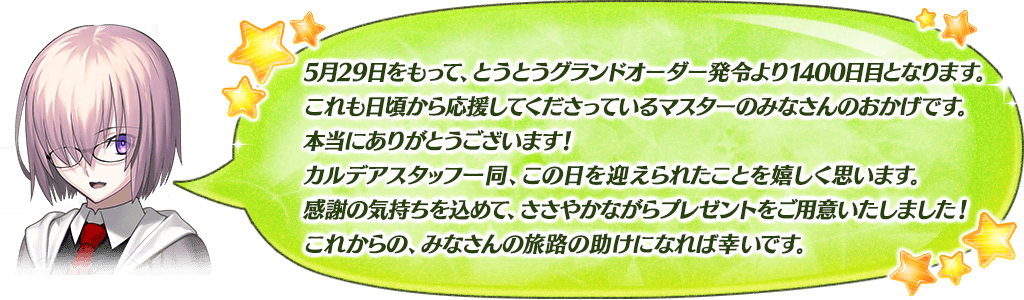 5月29日をもって、とうとうグランドオーダー発令より1400日目となります。
これも日頃から応援してくださっているマスターのみなさんのおかげです。
本当にありがとうございます！
カルデアスタッフ一同、この日を迎えられたことを嬉しく思います。
感謝の気持ちを込めて、ささやかながらプレゼントをご用意いたしました！
これからの、みなさんの旅路の助けになれば幸いです。